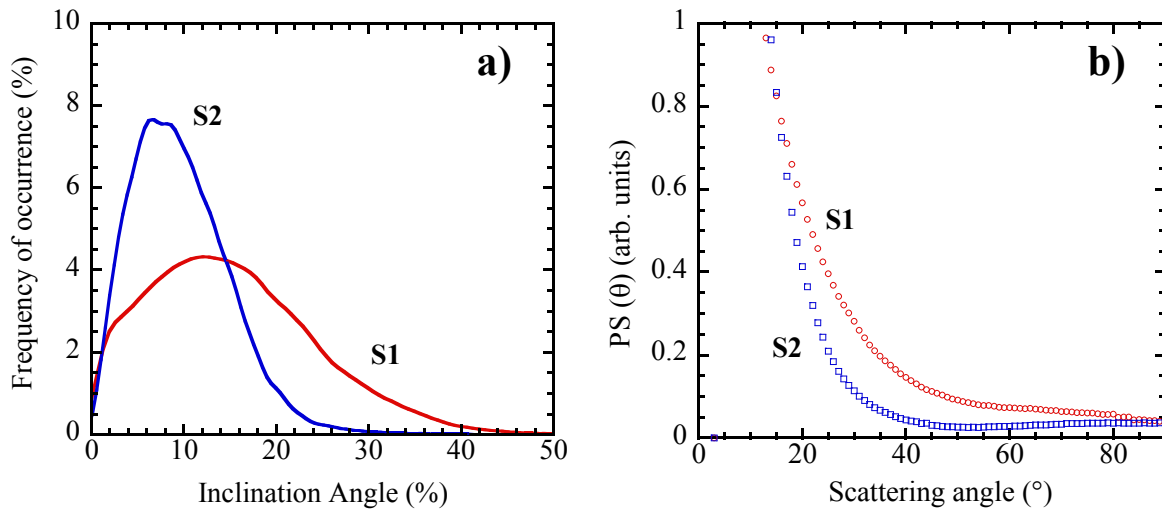 a)
Frequency of occurrence (%)
10
8
6
4
2
0
S2
S1
0 10 20 30 40 50
Inclination Angle (%)
b)
PS (θ) (arb. units)
1
0.8
0.6
0.4
0.2
0
S1
S2
20 40 60 80
Scattering angle (°)